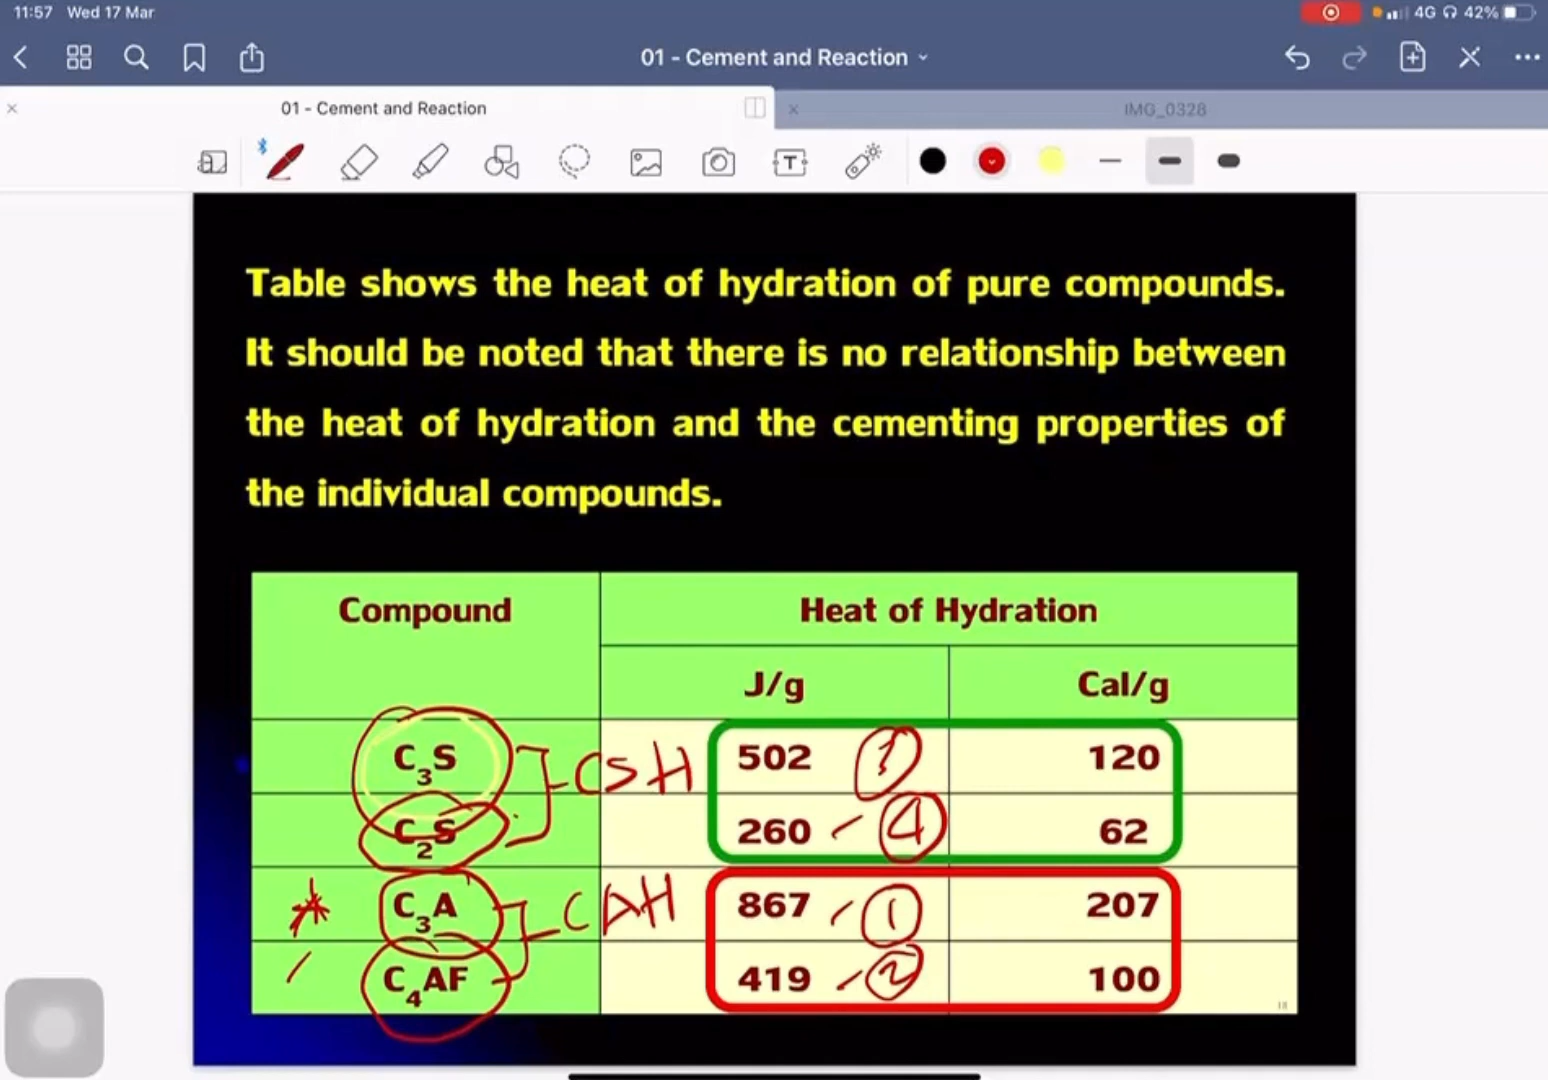 11:57 Wed 17 Mar
4G 42%
01 - Cement and Reaction
01 - Cement and Reaction
IMG_0328
Table shows the heat of hydration of pure compounds.
It should be noted that there is no relationship between
the heat of hydration and the cementing properties of
the individual compounds.
Compound Heat of Hydration
J/g Cal/g
C3S CSH 502 120
C2S 260 - 4 62
C3A CAH 867 - 1 207
C4AF 419 - 2 100
18